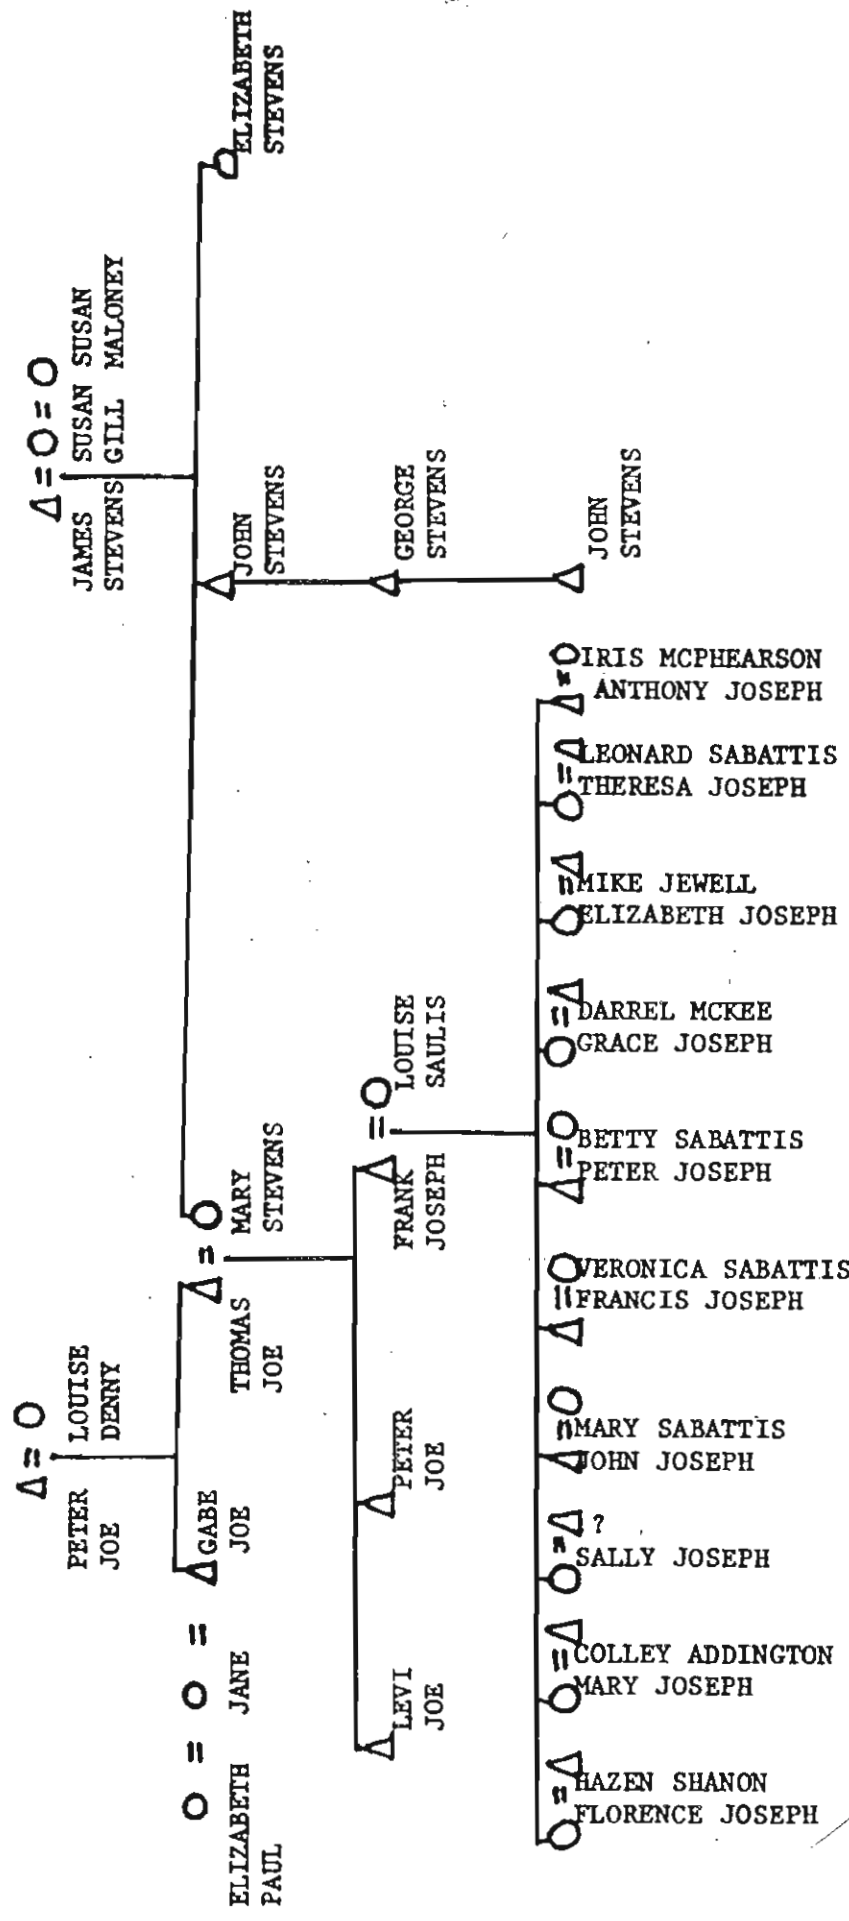 PETER LOUISE
JOE DENNY
JAMES SUSAN SUSAN
STEVENS GILL MALONEY
ELIZABETH JANE
PAUL
GABE
JOE
THOMAS
JOE
MARY
STEVENS
JOHN
STEVENS
ELIZABETH
STEVENS
LEVI
JOE
PETER
JOE
FRANK
JOSEPH
LOUISE
SAULIS
GEORGE
STEVENS
JOHN
STEVENS
IRIS MCPHEARSON
ANTHONY JOSEPH
LEONARD SABATTIS
THERESA JOSEPH
MIKE JEWELL
ELIZABETH JOSEPH
DARREL MCKEE
GRACE JOSEPH
BETTY SABATTIS
PETER JOSEPH
VERONICA SABATTIS
FRANCIS JOSEPH
MARY SABATTIS
JOHN JOSEPH
?
SALLY JOSEPH
COLLEY ADDINGTON
MARY JOSEPH
HAZEN SHANON
FLORENCE JOSEPH